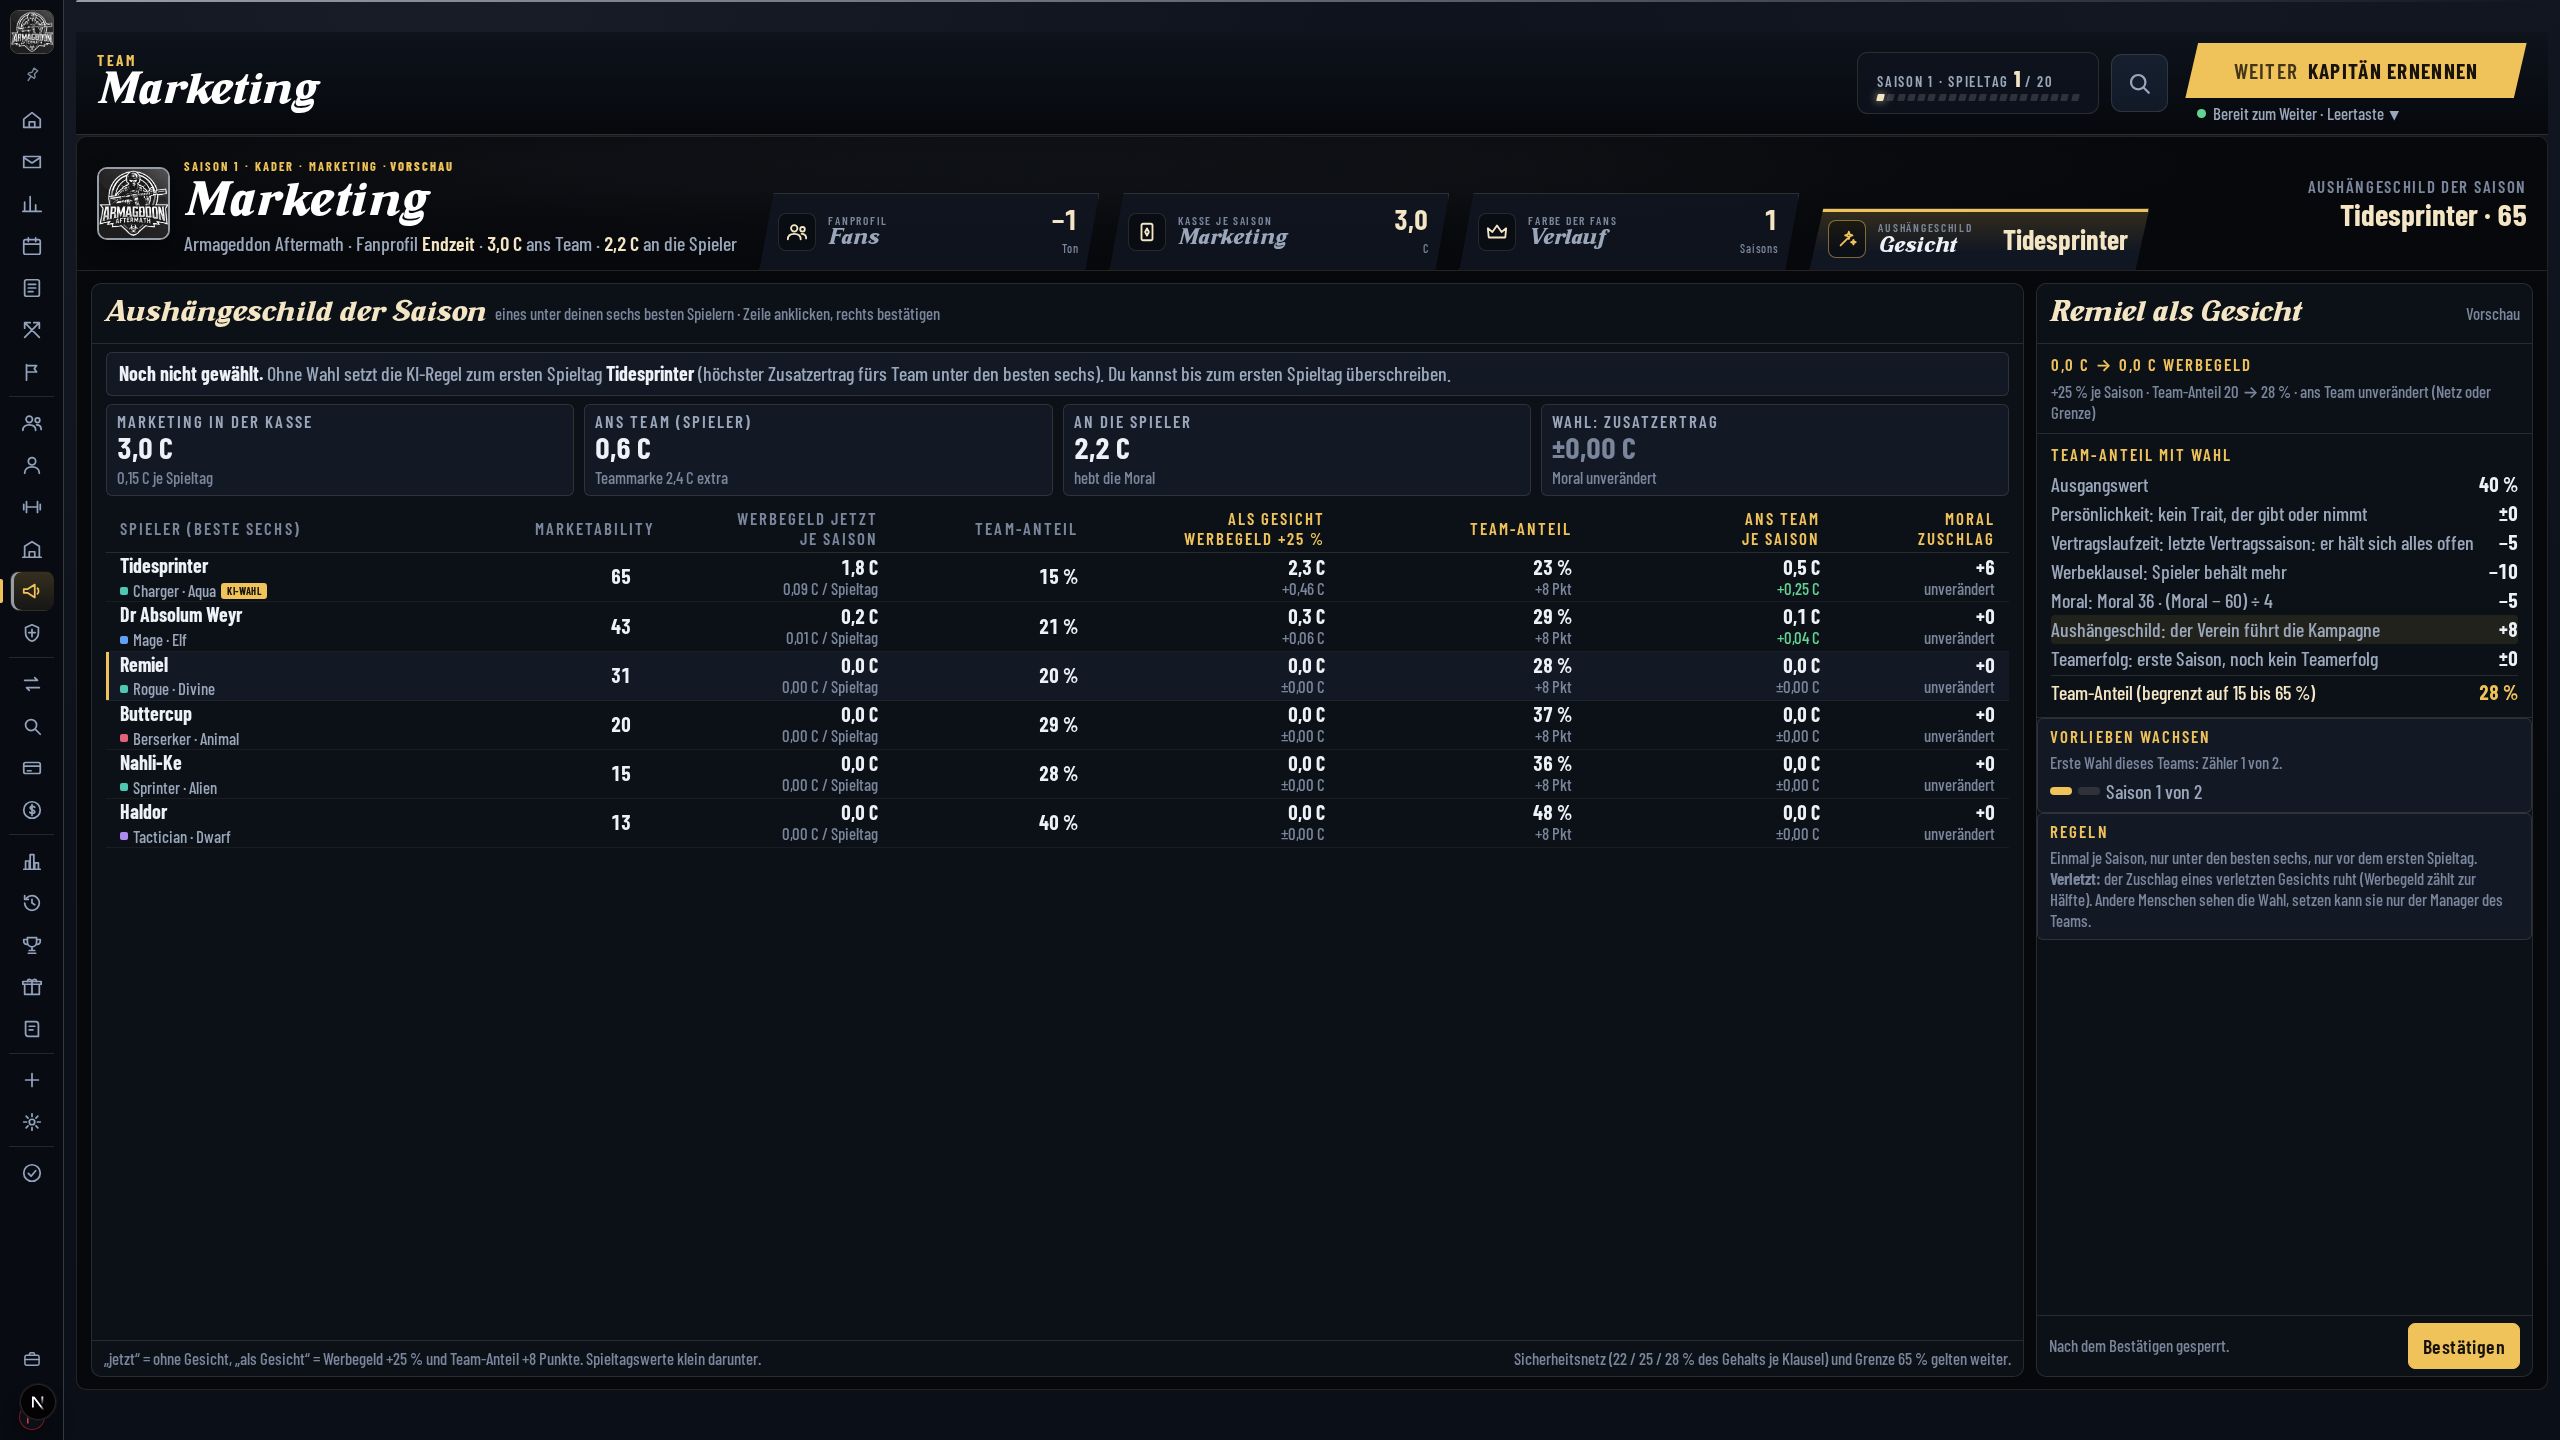 TEAM
Marketing
SAISON 1 · SPIELTAG 1 / 20
WEITER KAPITÄN ERNENNEN
Bereit zum Weiter · Leertaste ▼
ARMAGEDDON
AFTERMATH
SAISON 1 · KADER · MARKETING · VORSCHAU
Marketing
Armageddon Aftermath · Fanprofil Endzeit · 3,0 C ans Team · 2,2 C an die Spieler
FANPROFIL
Fans
−1
Ton
KASSE JE SAISON
Marketing
3,0
C
FARBE DER FANS
Verlauf
1
Saisons
AUSHÄNGESCHILD
Gesicht
Tidesprinter
AUSHÄNGESCHILD DER SAISON
Tidesprinter · 65
Aushängeschild der Saison eines unter deinen sechs besten Spielern · Zeile anklicken, rechts bestätigen
Noch nicht gewählt. Ohne Wahl setzt die KI-Regel zum ersten Spieltag Tidesprinter (höchster Zusatzertrag fürs Team unter den besten sechs). Du kannst bis zum ersten Spieltag überschreiben.
MARKETING IN DER KASSE
3,0 C
0,15 C je Spieltag
ANS TEAM (SPIELER)
0,6 C
Teammarke 2,4 C extra
AN DIE SPIELER
2,2 C
hebt die Moral
WAHL: ZUSATZERTRAG
±0,00 C
Moral unverändert
SPIELER (BESTE SECHS) MARKETABILITY WERBEGELD JETZT JE SAISON TEAM-ANTEIL ALS GESICHT WERBEGELD +25 % TEAM-ANTEIL ANS TEAM JE SAISON MORAL ZUSCHLAG
Tidesprinter 65 1,8 C 15 % 2,3 C 23 % 0,5 C +6
Charger · Aqua KI-WAHL 0,09 C / Spieltag +0,46 C +8 Pkt +0,25 C unverändert
Dr Absolum Weyr 43 0,2 C 21 % 0,3 C 29 % 0,1 C +0
Mage · Elf 0,01 C / Spieltag +0,06 C +8 Pkt +0,04 C unverändert
Remiel 31 0,0 C 20 % 0,0 C 28 % 0,0 C +0
Rogue · Divine 0,00 C / Spieltag ±0,00 C +8 Pkt ±0,00 C unverändert
Buttercup 20 0,0 C 29 % 0,0 C 37 % 0,0 C +0
Berserker · Animal 0,00 C / Spieltag ±0,00 C +8 Pkt ±0,00 C unverändert
Nahli-Ke 15 0,0 C 28 % 0,0 C 36 % 0,0 C +0
Sprinter · Alien 0,00 C / Spieltag ±0,00 C +8 Pkt ±0,00 C unverändert
Haldor 13 0,0 C 40 % 0,0 C 48 % 0,0 C +0
Tactician · Dwarf 0,00 C / Spieltag ±0,00 C +8 Pkt ±0,00 C unverändert
„jetzt“ = ohne Gesicht, „als Gesicht“ = Werbegeld +25 % und Team-Anteil +8 Punkte. Spieltagswerte klein darunter.
Sicherheitsnetz (22 / 25 / 28 % des Gehalts je Klausel) und Grenze 65 % gelten weiter.
Remiel als Gesicht
Vorschau
0,0 C → 0,0 C WERBEGELD
+25 % je Saison · Team-Anteil 20 → 28 % · ans Team unverändert (Netz oder
Grenze)
TEAM-ANTEIL MIT WAHL
Ausgangswert 40 %
Persönlichkeit: kein Trait, der gibt oder nimmt ±0
Vertragslaufzeit: letzte Vertragssaison: er hält sich alles offen −5
Werbeklausel: Spieler behält mehr −10
Moral: Moral 36 · (Moral − 60) ÷ 4 −5
Aushängeschild: der Verein führt die Kampagne +8
Teamerfolg: erste Saison, noch kein Teamerfolg ±0
Team-Anteil (begrenzt auf 15 bis 65 %) 28 %
VORLIEBEN WACHSEN
Erste Wahl dieses Teams: Zähler 1 von 2.
Saison 1 von 2
REGELN
Einmal je Saison, nur unter den besten sechs, nur vor dem ersten Spieltag.
Verletzt: der Zuschlag eines verletzten Gesichts ruht (Werbegeld zählt zur
Hälfte). Andere Menschen sehen die Wahl, setzen kann sie nur der Manager des
Teams.
Nach dem Bestätigen gesperrt.
Bestätigen
N